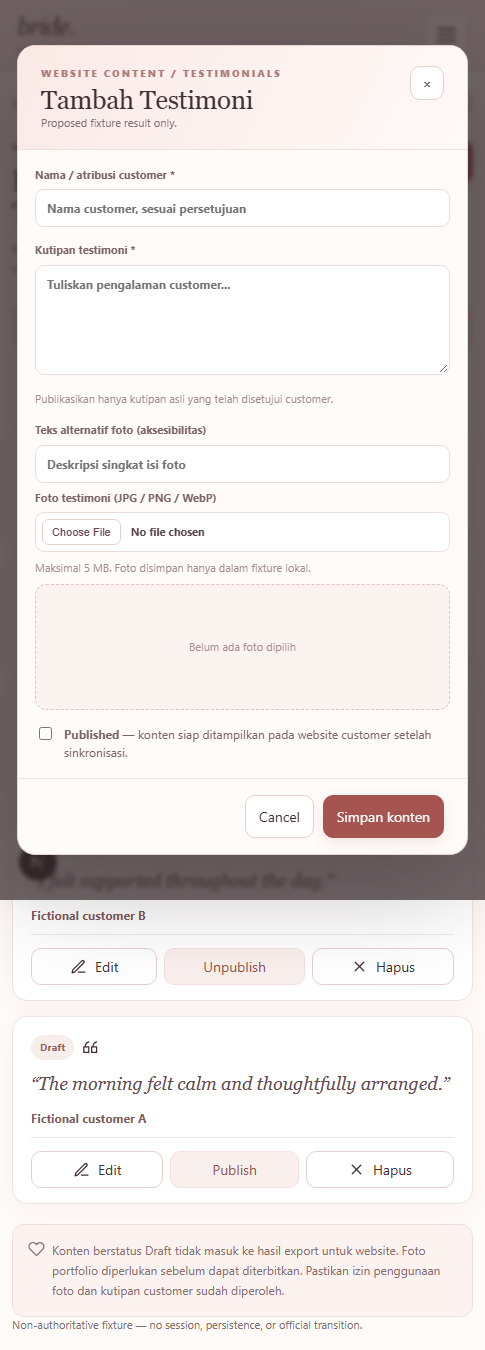 bride.
WEBSITE CONTENT / TESTIMONIALS
Tambah Testimoni
Proposed fixture result only.
×
Nama / atribusi customer *
Nama customer, sesuai persetujuan
Kutipan testimoni *
Tuliskan pengalaman customer...
Publikasikan hanya kutipan asli yang telah disetujui customer.
Teks alternatif foto (aksesibilitas)
Deskripsi singkat isi foto
Foto testimoni (JPG / PNG / WebP)
Choose File No file chosen
Maksimal 5 MB. Foto disimpan hanya dalam fixture lokal.
Belum ada foto dipilih
Published — konten siap ditampilkan pada website customer setelah
sinkronisasi.
Cancel Simpan konten
felt supported throughout the day.”
Fictional customer B
Edit Unpublish Hapus
Draft
“The morning felt calm and thoughtfully arranged.”
Fictional customer A
Edit Publish Hapus
Konten berstatus Draft tidak masuk ke hasil export untuk website. Foto
portfolio diperlukan sebelum dapat diterbitkan. Pastikan izin penggunaan
foto dan kutipan customer sudah diperoleh.
Non-authoritative fixture — no session, persistence, or official transition.